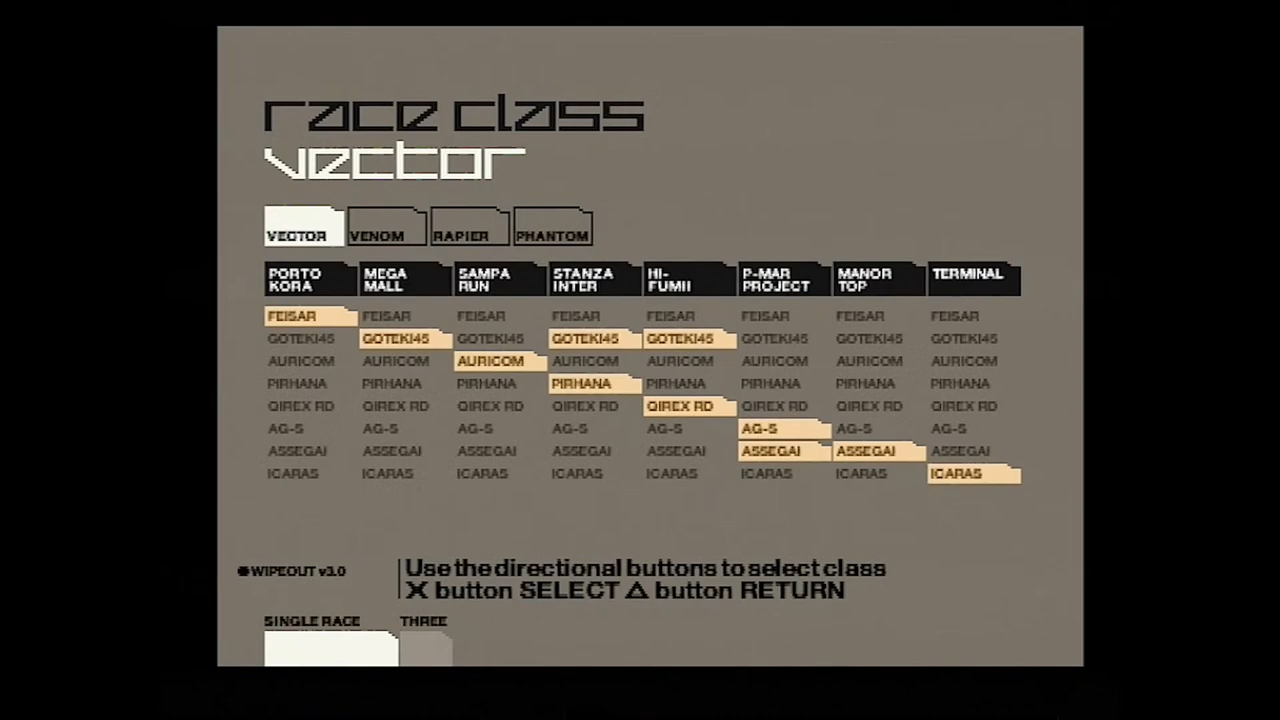 race class
vector
VECTOR VENOM RAPIER PHANTOM
PORTO MEGA SAMPA STANZA HI- P-MAR MANOR TERMINAL
KORA MALL RUN INTER FUMII PROJECT TOP
FEISAR FEISAR FEISAR FEISAR FEISAR FEISAR FEISAR FEISAR
GOTEKI45 GOTEKI45 GOTEKI45 GOTEKI45 GOTEKI45 GOTEKI45 GOTEKI45 GOTEKI45
AURICOM AURICOM AURICOM AURICOM AURICOM AURICOM AURICOM AURICOM
PIRHANA PIRHANA PIRHANA PIRHANA PIRHANA PIRHANA PIRHANA PIRHANA
QIREX RD QIREX RD QIREX RD QIREX RD QIREX RD QIREX RD QIREX RD QIREX RD
AG-S AG-S AG-S AG-S AG-S AG-S AG-S AG-S
ASSEGAI ASSEGAI ASSEGAI ASSEGAI ASSEGAI ASSEGAI ASSEGAI ASSEGAI
ICARAS ICARAS ICARAS ICARAS ICARAS ICARAS ICARAS ICARAS
WIPEOUT v3.0
Use the directional buttons to select class
X button SELECT △ button RETURN
SINGLE RACE THREE